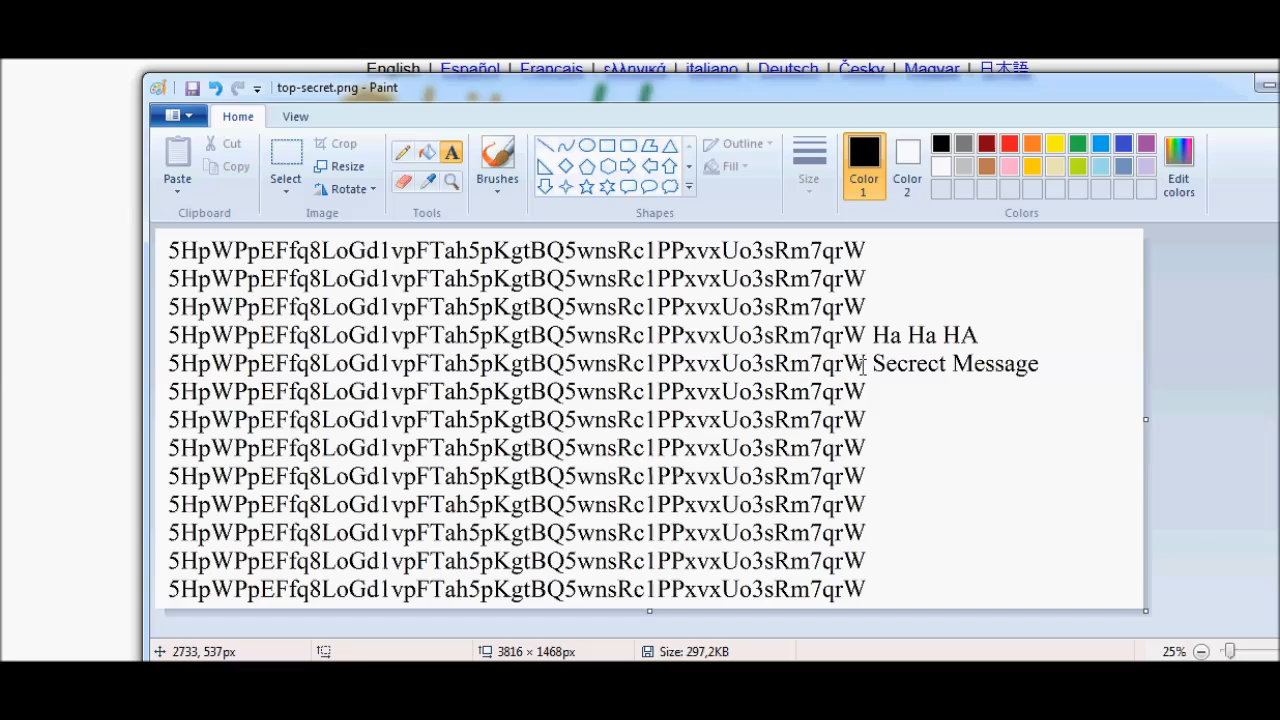 English | Español | Français | ελληνικά | italiano | Deutsch | Česky | Magyar | 日本語
top-secret.png - Paint
Home View
Paste
Cut
Copy
Clipboard
Select
Crop
Resize
Rotate
Image
Tools
Brushes
Outline
Fill
Shapes
Size
Color 1
Color 2
Edit colors
Colors
5HpWPpEFfq8LoGd1vpFTah5pKgtBQ5wnsRc1PPxvxUo3sRm7qrW
5HpWPpEFfq8LoGd1vpFTah5pKgtBQ5wnsRc1PPxvxUo3sRm7qrW
5HpWPpEFfq8LoGd1vpFTah5pKgtBQ5wnsRc1PPxvxUo3sRm7qrW
5HpWPpEFfq8LoGd1vpFTah5pKgtBQ5wnsRc1PPxvxUo3sRm7qrW Ha Ha HA
5HpWPpEFfq8LoGd1vpFTah5pKgtBQ5wnsRc1PPxvxUo3sRm7qrW Secrect Message
5HpWPpEFfq8LoGd1vpFTah5pKgtBQ5wnsRc1PPxvxUo3sRm7qrW
5HpWPpEFfq8LoGd1vpFTah5pKgtBQ5wnsRc1PPxvxUo3sRm7qrW
5HpWPpEFfq8LoGd1vpFTah5pKgtBQ5wnsRc1PPxvxUo3sRm7qrW
5HpWPpEFfq8LoGd1vpFTah5pKgtBQ5wnsRc1PPxvxUo3sRm7qrW
5HpWPpEFfq8LoGd1vpFTah5pKgtBQ5wnsRc1PPxvxUo3sRm7qrW
5HpWPpEFfq8LoGd1vpFTah5pKgtBQ5wnsRc1PPxvxUo3sRm7qrW
5HpWPpEFfq8LoGd1vpFTah5pKgtBQ5wnsRc1PPxvxUo3sRm7qrW
5HpWPpEFfq8LoGd1vpFTah5pKgtBQ5wnsRc1PPxvxUo3sRm7qrW
2733, 537px 3816 × 1468px Size: 297,2KB 25%